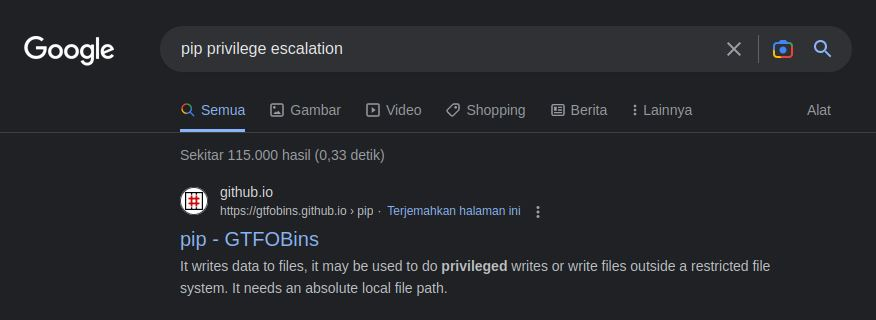 Google
pip privilege escalation
Semua Gambar Video Shopping Berita Lainnya Alat
Sekitar 115.000 hasil (0,33 detik)
github.io
https://gtfobins.github.io › pip · Terjemahkan halaman ini
pip - GTFOBins
It writes data to files, it may be used to do privileged writes or write files outside a restricted file
system. It needs an absolute local file path.